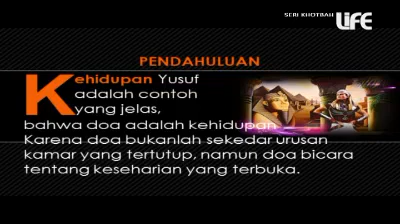 SERI KHOTBAH
LiFE
PENDAHULUAN
Kehidupan Yusuf
adalah contoh
yang jelas,
bahwa doa adalah kehidupan
Karena doa bukanlah sekedar urusan
kamar yang tertutup, namun doa bicara
tentang keseharian yang terbuka.